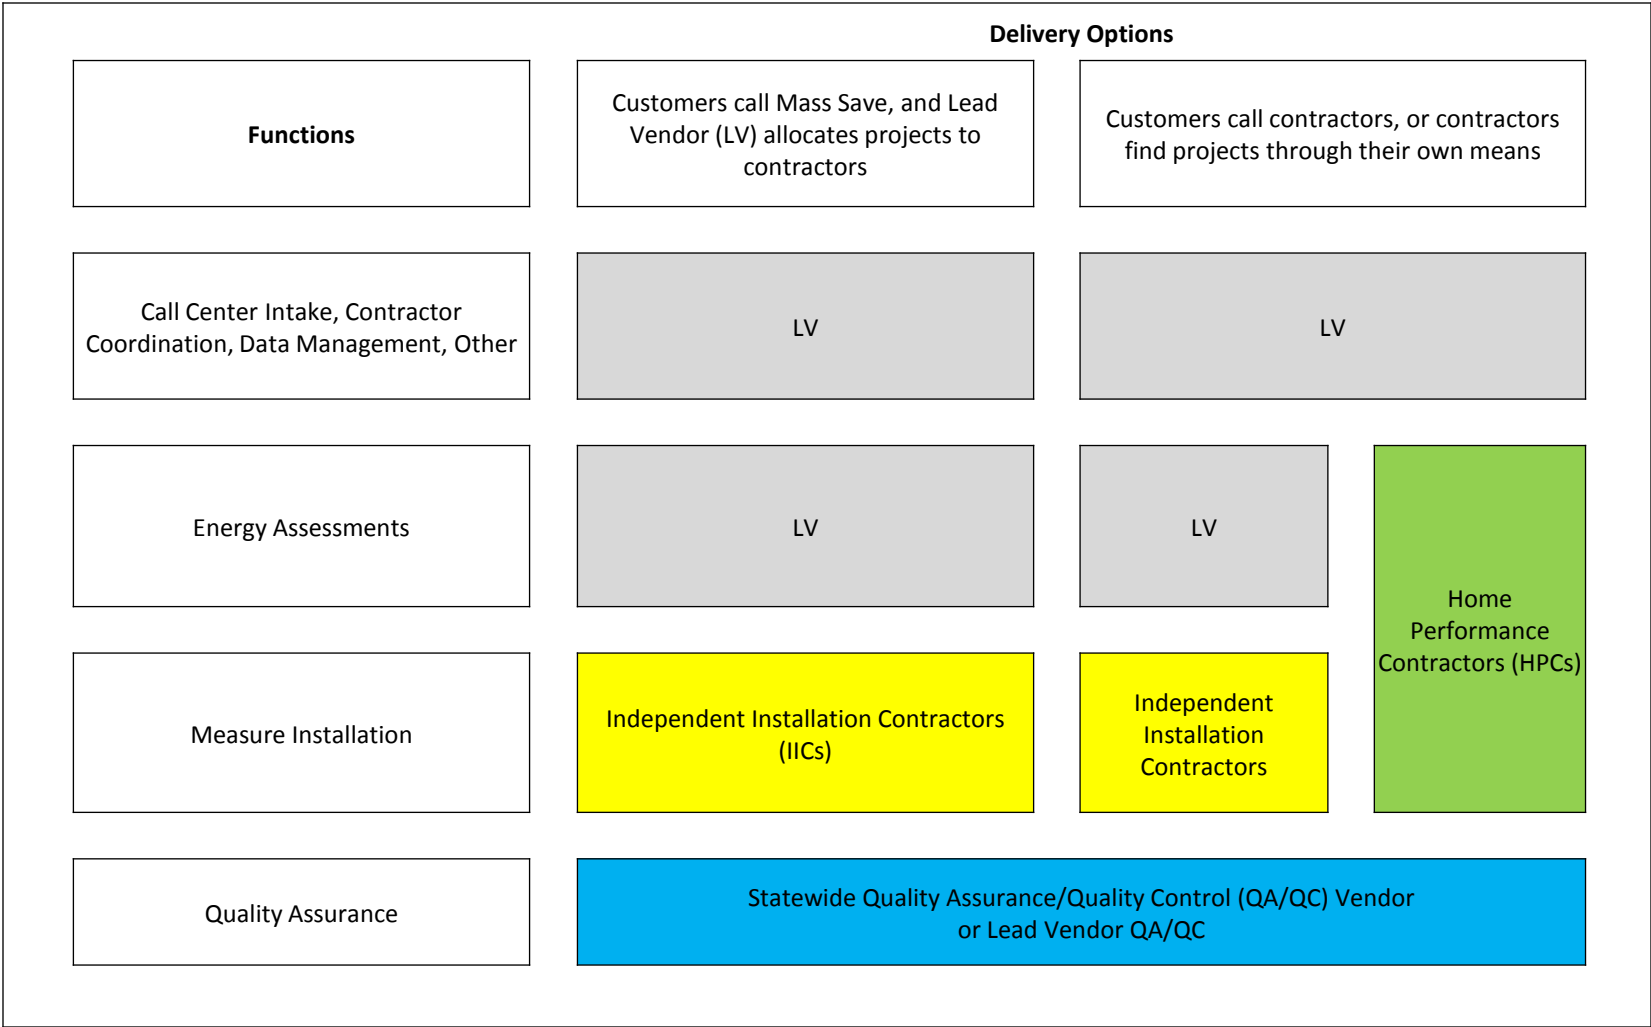 Delivery Options
Functions
Customers call Mass Save, and Lead
Vendor (LV) allocates projects to
contractors
Customers call contractors, or contractors
find projects through their own means
Call Center Intake, Contractor
Coordination, Data Management, Other
LV
LV
Energy Assessments
LV
LV
Home
Performance
Contractors (HPCs)
Measure Installation
Independent Installation Contractors
(IICs)
Independent
Installation
Contractors
Quality Assurance
Statewide Quality Assurance/Quality Control (QA/QC) Vendor
or Lead Vendor QA/QC